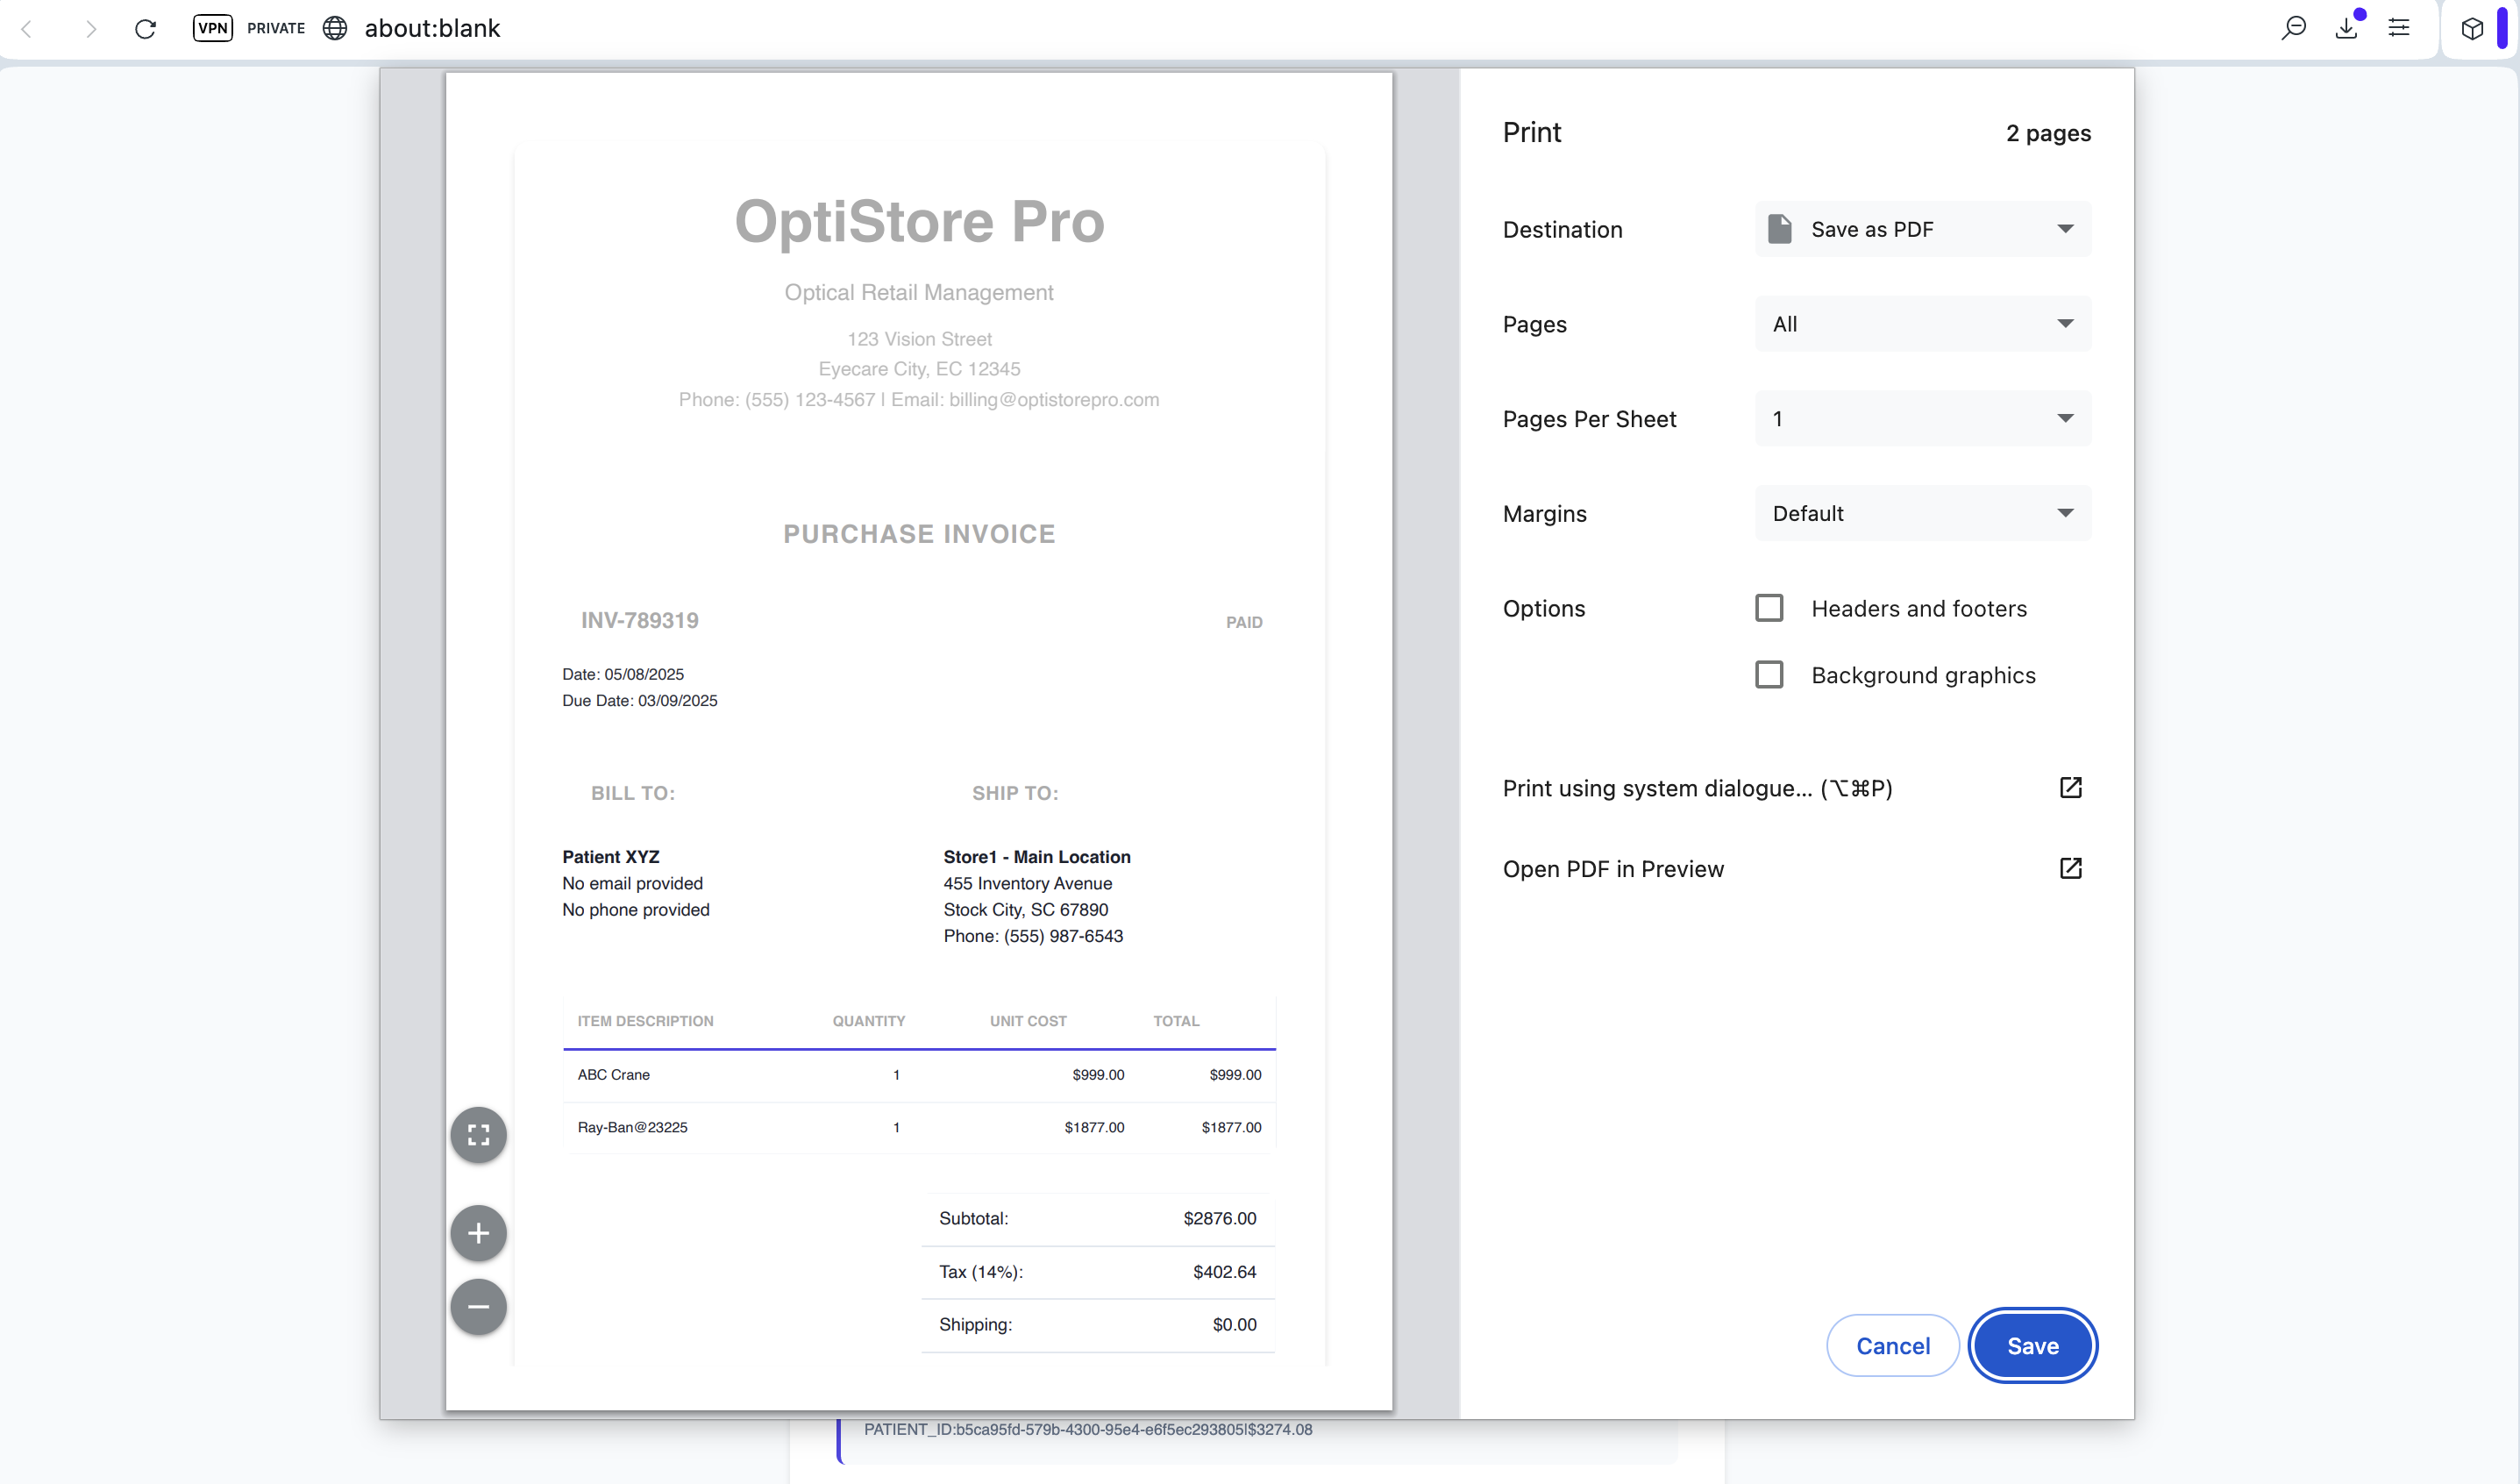 VPN PRIVATE about:blank
OptiStore Pro
Optical Retail Management
123 Vision Street
Eyecare City, EC 12345
Phone: (555) 123-4567 | Email: billing@optistorepro.com
PURCHASE INVOICE
INV-789319 PAID
Date: 05/08/2025
Due Date: 03/09/2025
BILL TO: SHIP TO:
Patient XYZ Store1 - Main Location
No email provided 455 Inventory Avenue
No phone provided Stock City, SC 67890
Phone: (555) 987-6543
ITEM DESCRIPTION QUANTITY UNIT COST TOTAL
ABC Crane 1 $999.00 $999.00
Ray-Ban@23225 1 $1877.00 $1877.00
Subtotal: $2876.00
Tax (14%): $402.64
Shipping: $0.00
Print 2 pages
Destination Save as PDF
Pages All
Pages Per Sheet 1
Margins Default
Options Headers and footers
Background graphics
Print using system dialogue... (⌥⌘P)
Open PDF in Preview
Cancel Save
PATIENT_ID:b5ca95fd-579b-4300-95e4-e6f5ec293805|$3274.08